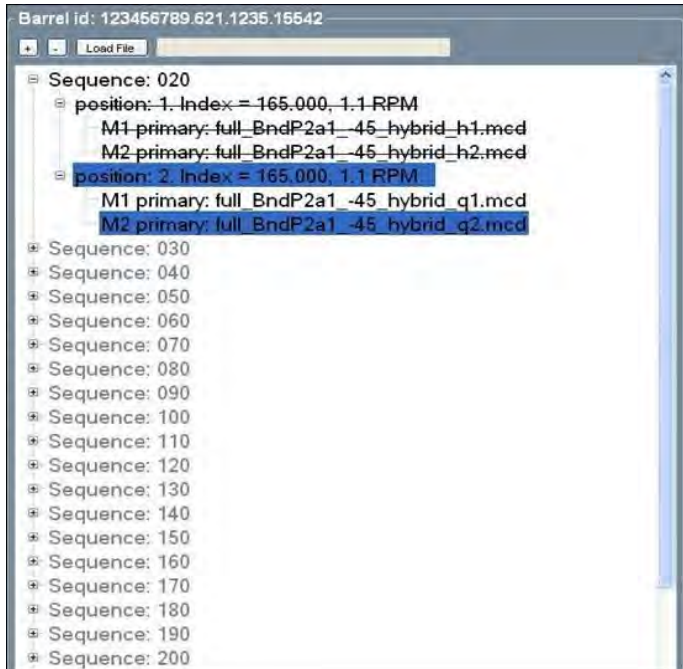 Barrel id: 123456789.621.1235.15542
+ - Load File
Sequence: 020
position: 1. Index = 165.000, 1.1 RPM
M1 primary: full_BndP2a1_-45_hybrid_h1.mcd
M2 primary: full_BndP2a1_-45_hybrid_h2.mcd
position: 2. Index = 165.000, 1.1 RPM
M1 primary: full_BndP2a1_-45_hybrid_q1.mcd
M2 primary: full_BndP2a1_-45_hybrid_q2.mcd
Sequence: 030
Sequence: 040
Sequence: 050
Sequence: 060
Sequence: 070
Sequence: 080
Sequence: 090
Sequence: 100
Sequence: 110
Sequence: 120
Sequence: 130
Sequence: 140
Sequence: 150
Sequence: 160
Sequence: 170
Sequence: 180
Sequence: 190
Sequence: 200